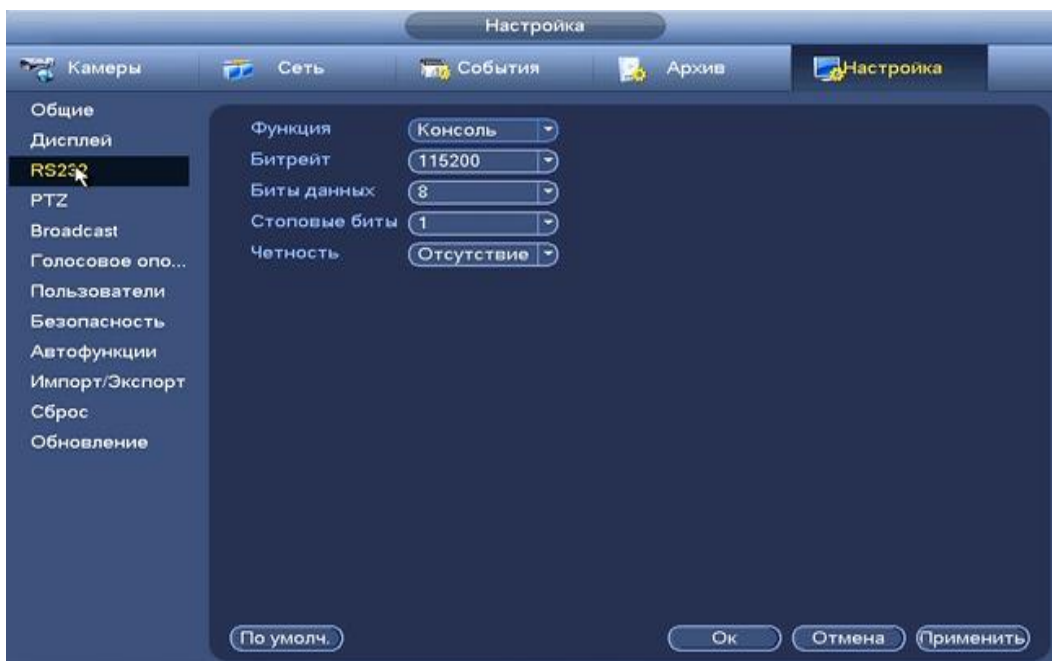 Настройка
Камеры
Сеть
События
Архив
Настройка
Общие
Дисплей
RS232
PTZ
Broadcast
Голосовое опо...
Пользователи
Безопасность
Автофункции
Импорт/Экспорт
Сброс
Обновление
Функция Консоль
Битрейт 115200
Биты данных 8
Стоповые биты 1
Четность Отсутствие
По умолч.
Ок
Отмена
Применить